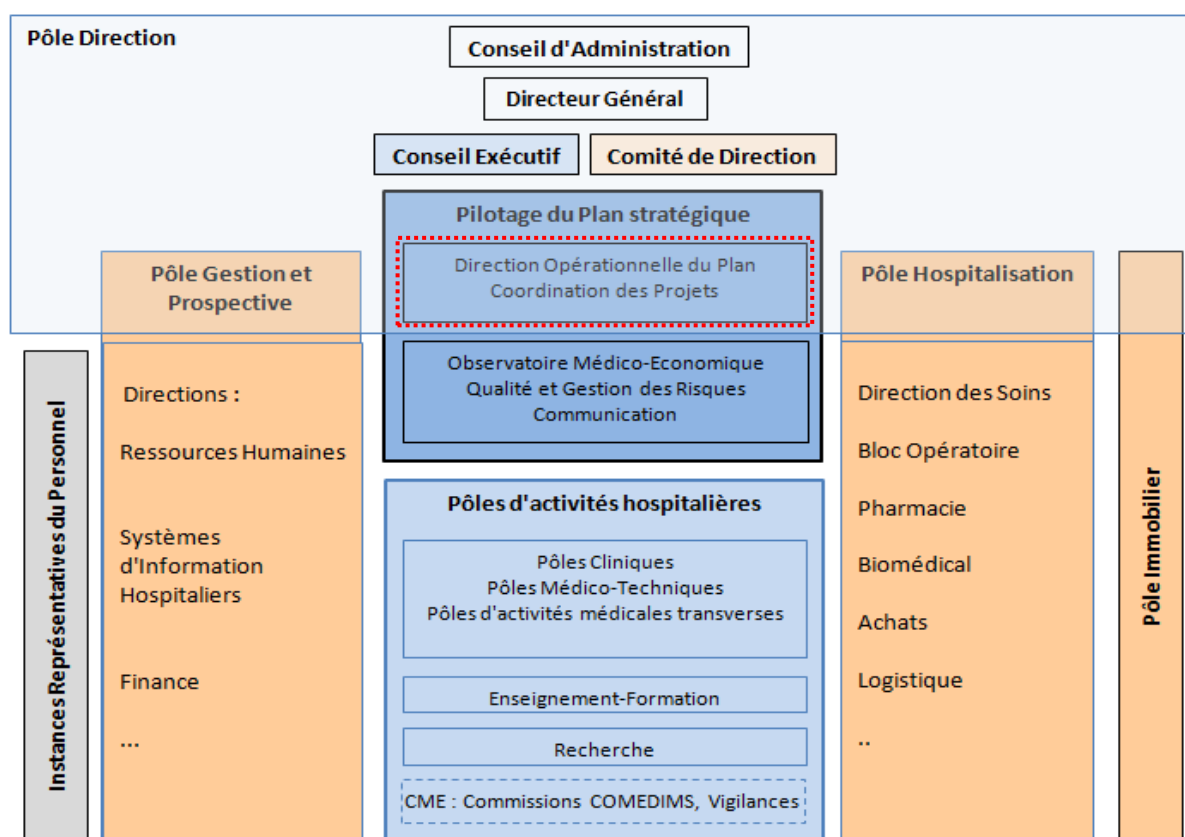 Pôle Direction
Conseil d'Administration
Directeur Général
Conseil Exécutif
Comité de Direction
Pilotage du Plan stratégique
Direction Opérationnelle du Plan
Coordination des Projets
Observatoire Médico-Economique
Qualité et Gestion des Risques
Communication
Pôle Gestion et
Prospective
Directions :
Ressources Humaines
Systèmes
d'Information
Hospitaliers
Finance
...
Pôles d'activités hospitalières
Pôles Cliniques
Pôles Médico-Techniques
Pôles d'activités médicales transverses
Enseignement-Formation
Recherche
CME : Commissions COMEDIMS, Vigilances
Pôle Hospitalisation
Direction des Soins
Bloc Opératoire
Pharmacie
Biomédical
Achats
Logistique
..
Instances Représentatives du Personnel
Pôle Immobilier